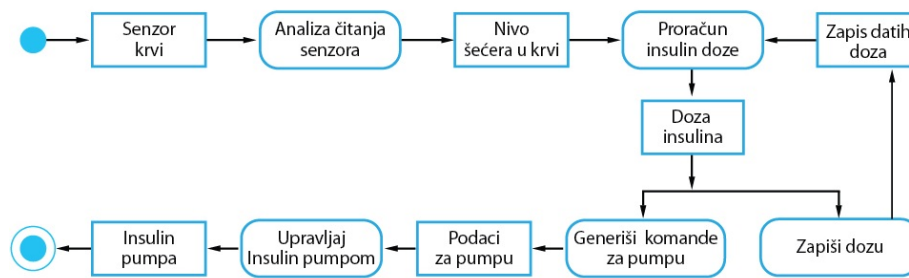 Senzor
krvi
Analiza čitanja
senzora
Nivo
šećera u krvi
Proračun
insulin doze
Zapis datih
doza
Doza
insulina
Insulin
pumpa
Upravljaj
Insulin pumpom
Podaci
za pumpu
Generiši komande
za pumpu
Zapiši dozu